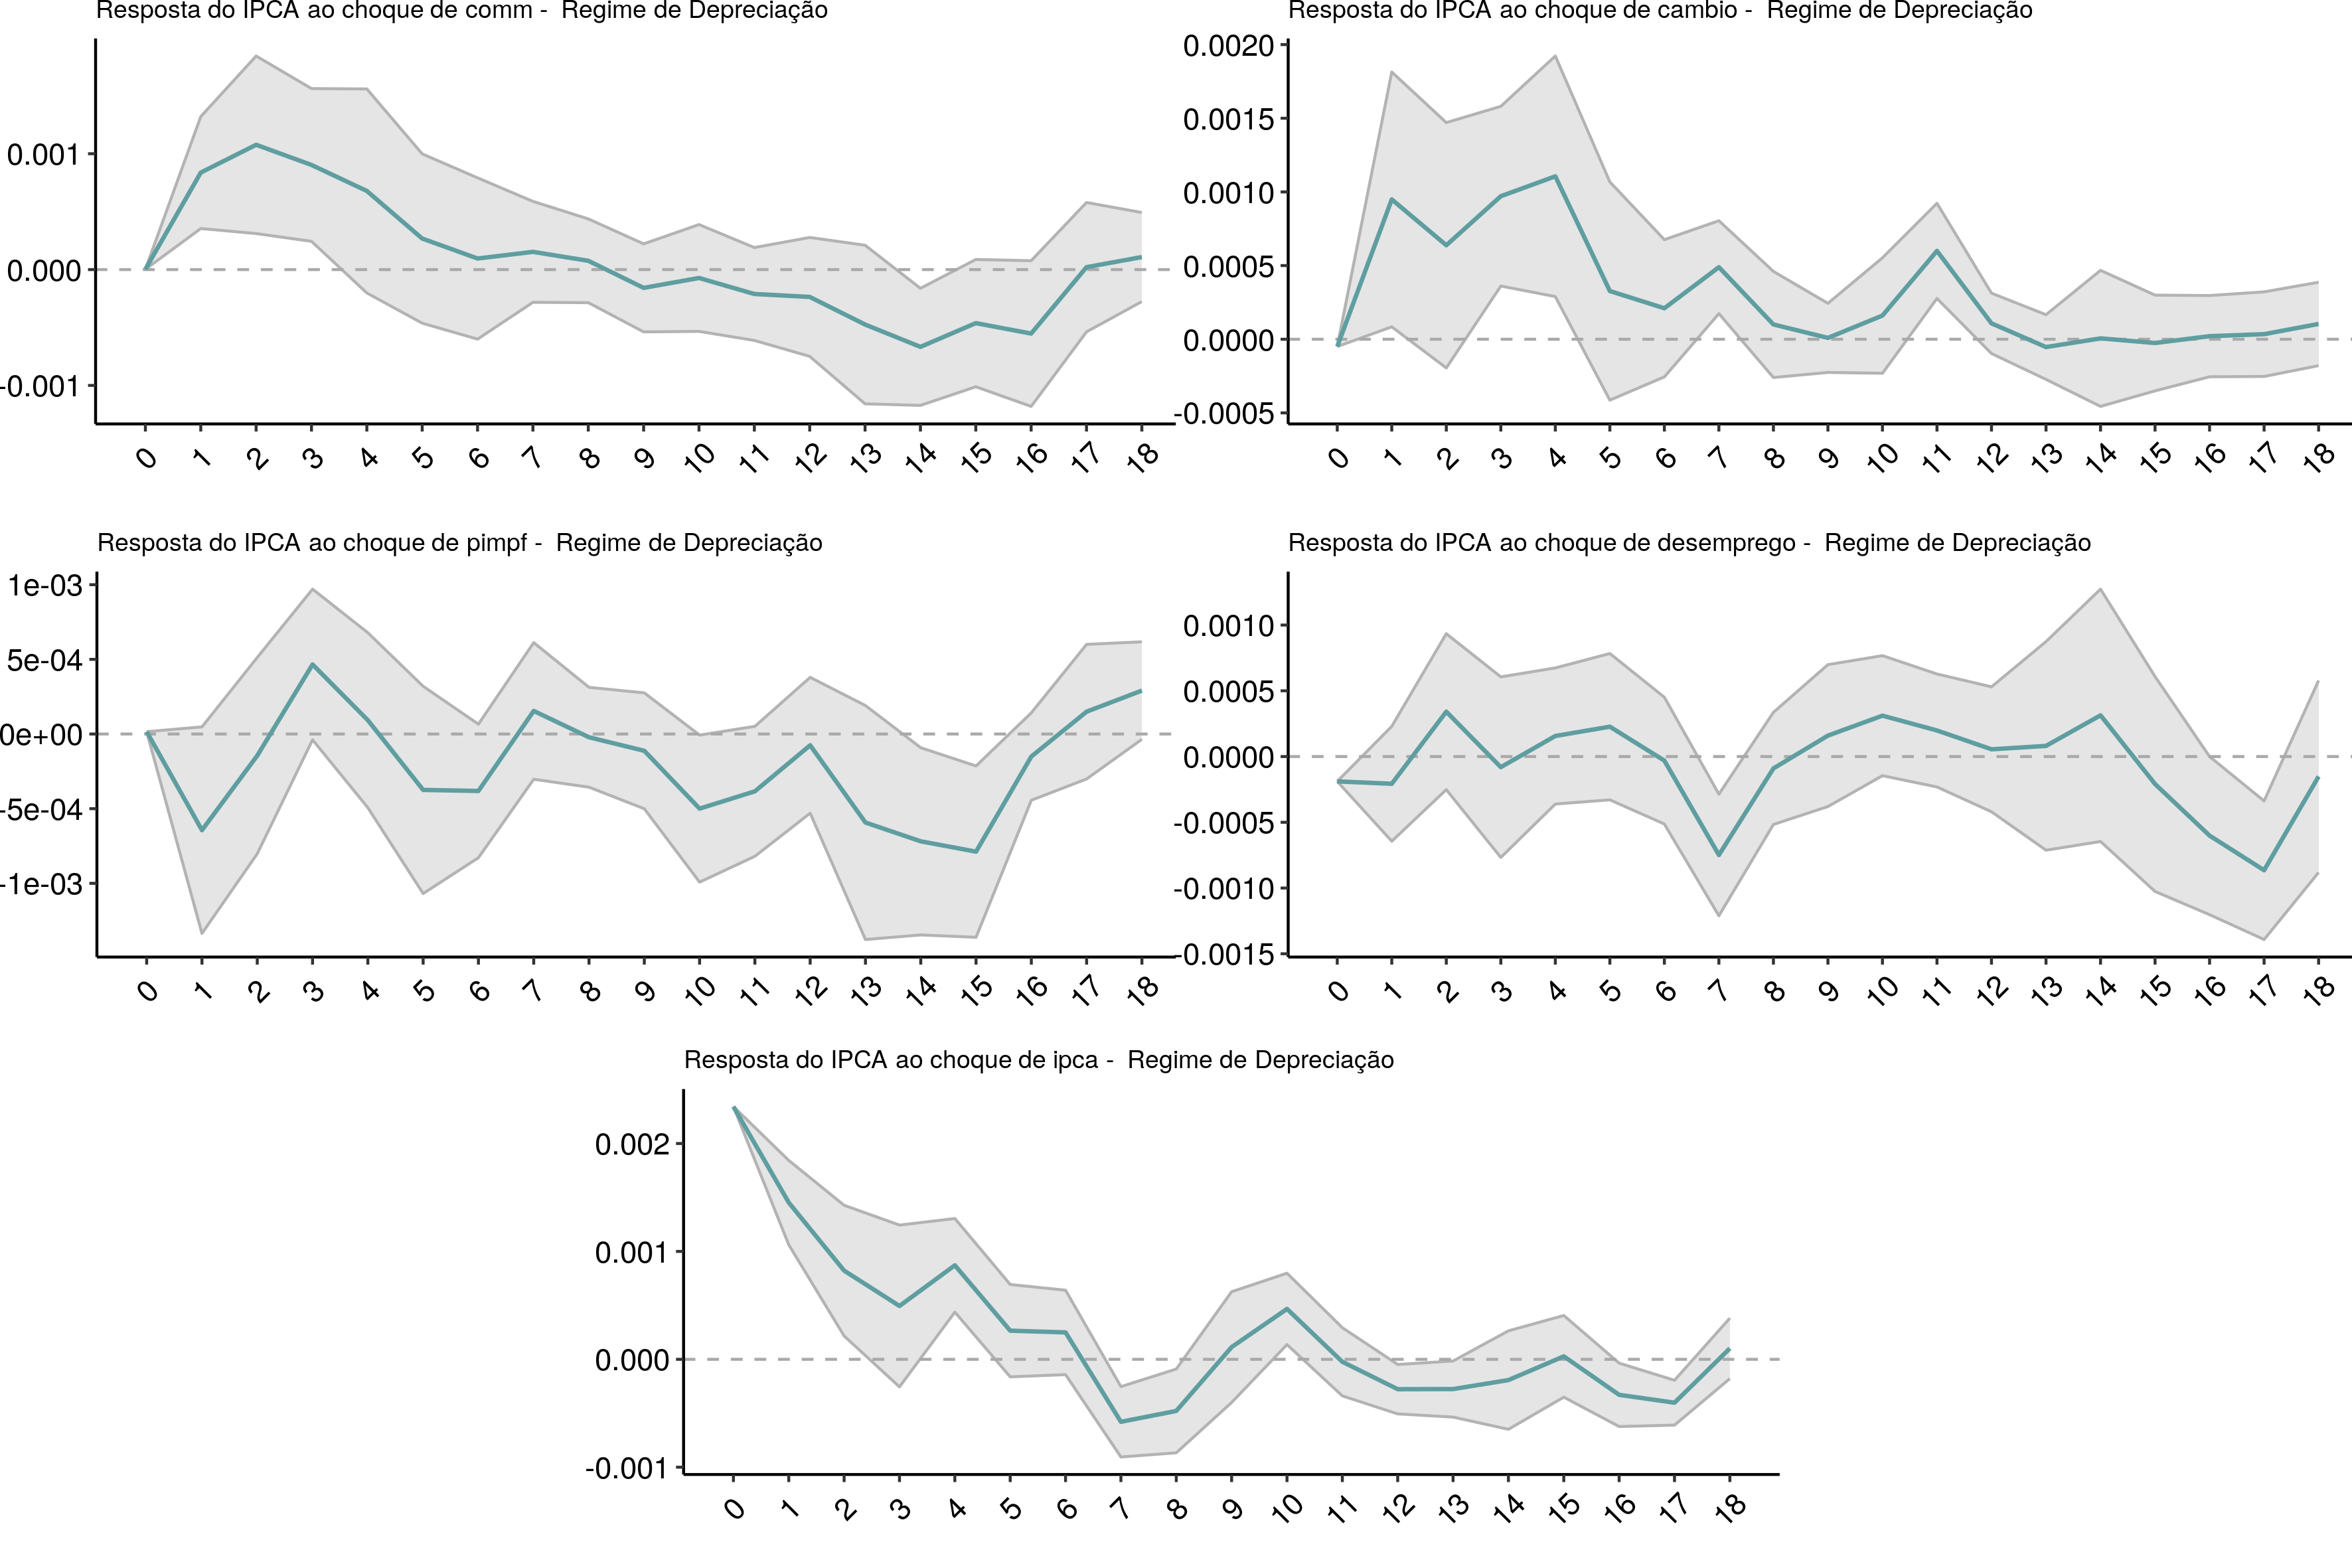 Resposta do IPCA ao choque de comm - Regime de Depreciação
0.001
0.000
-0.001
0 1 2 3 4 5 6 7 8 9 10 11 12 13 14 15 16 17 18
Resposta do IPCA ao choque de cambio - Regime de Depreciação
0.0020
0.0015
0.0010
0.0005
0.0000
-0.0005
0 1 2 3 4 5 6 7 8 9 10 11 12 13 14 15 16 17 18
Resposta do IPCA ao choque de pimpf - Regime de Depreciação
1e-03
5e-04
0e+00
-5e-04
-1e-03
0 1 2 3 4 5 6 7 8 9 10 11 12 13 14 15 16 17 18
Resposta do IPCA ao choque de desemprego - Regime de Depreciação
0.0010
0.0005
0.0000
-0.0005
-0.0010
-0.0015
0 1 2 3 4 5 6 7 8 9 10 11 12 13 14 15 16 17 18
Resposta do IPCA ao choque de ipca - Regime de Depreciação
0.002
0.001
0.000
-0.001
0 1 2 3 4 5 6 7 8 9 10 11 12 13 14 15 16 17 18